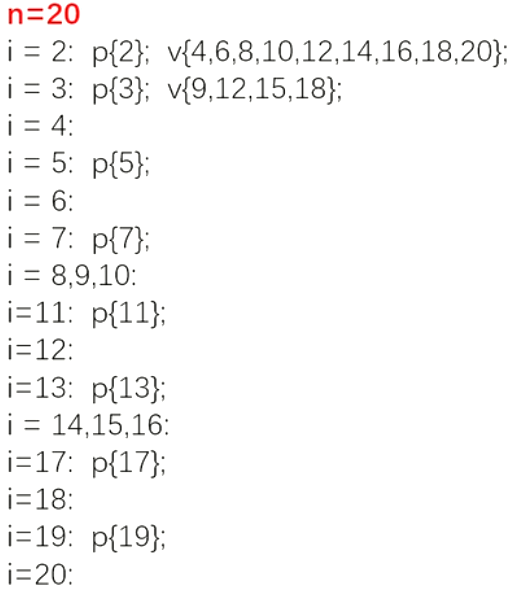 n=20
i = 2:  p{2};  v{4,6,8,10,12,14,16,18,20};
i = 3:  p{3};  v{9,12,15,18};
i = 4:
i = 5:  p{5};
i = 6:
i = 7:  p{7};
i = 8,9,10:
i=11:  p{11};
i=12:
i=13:  p{13};
i = 14,15,16:
i=17:  p{17};
i=18:
i=19:  p{19};
i=20: